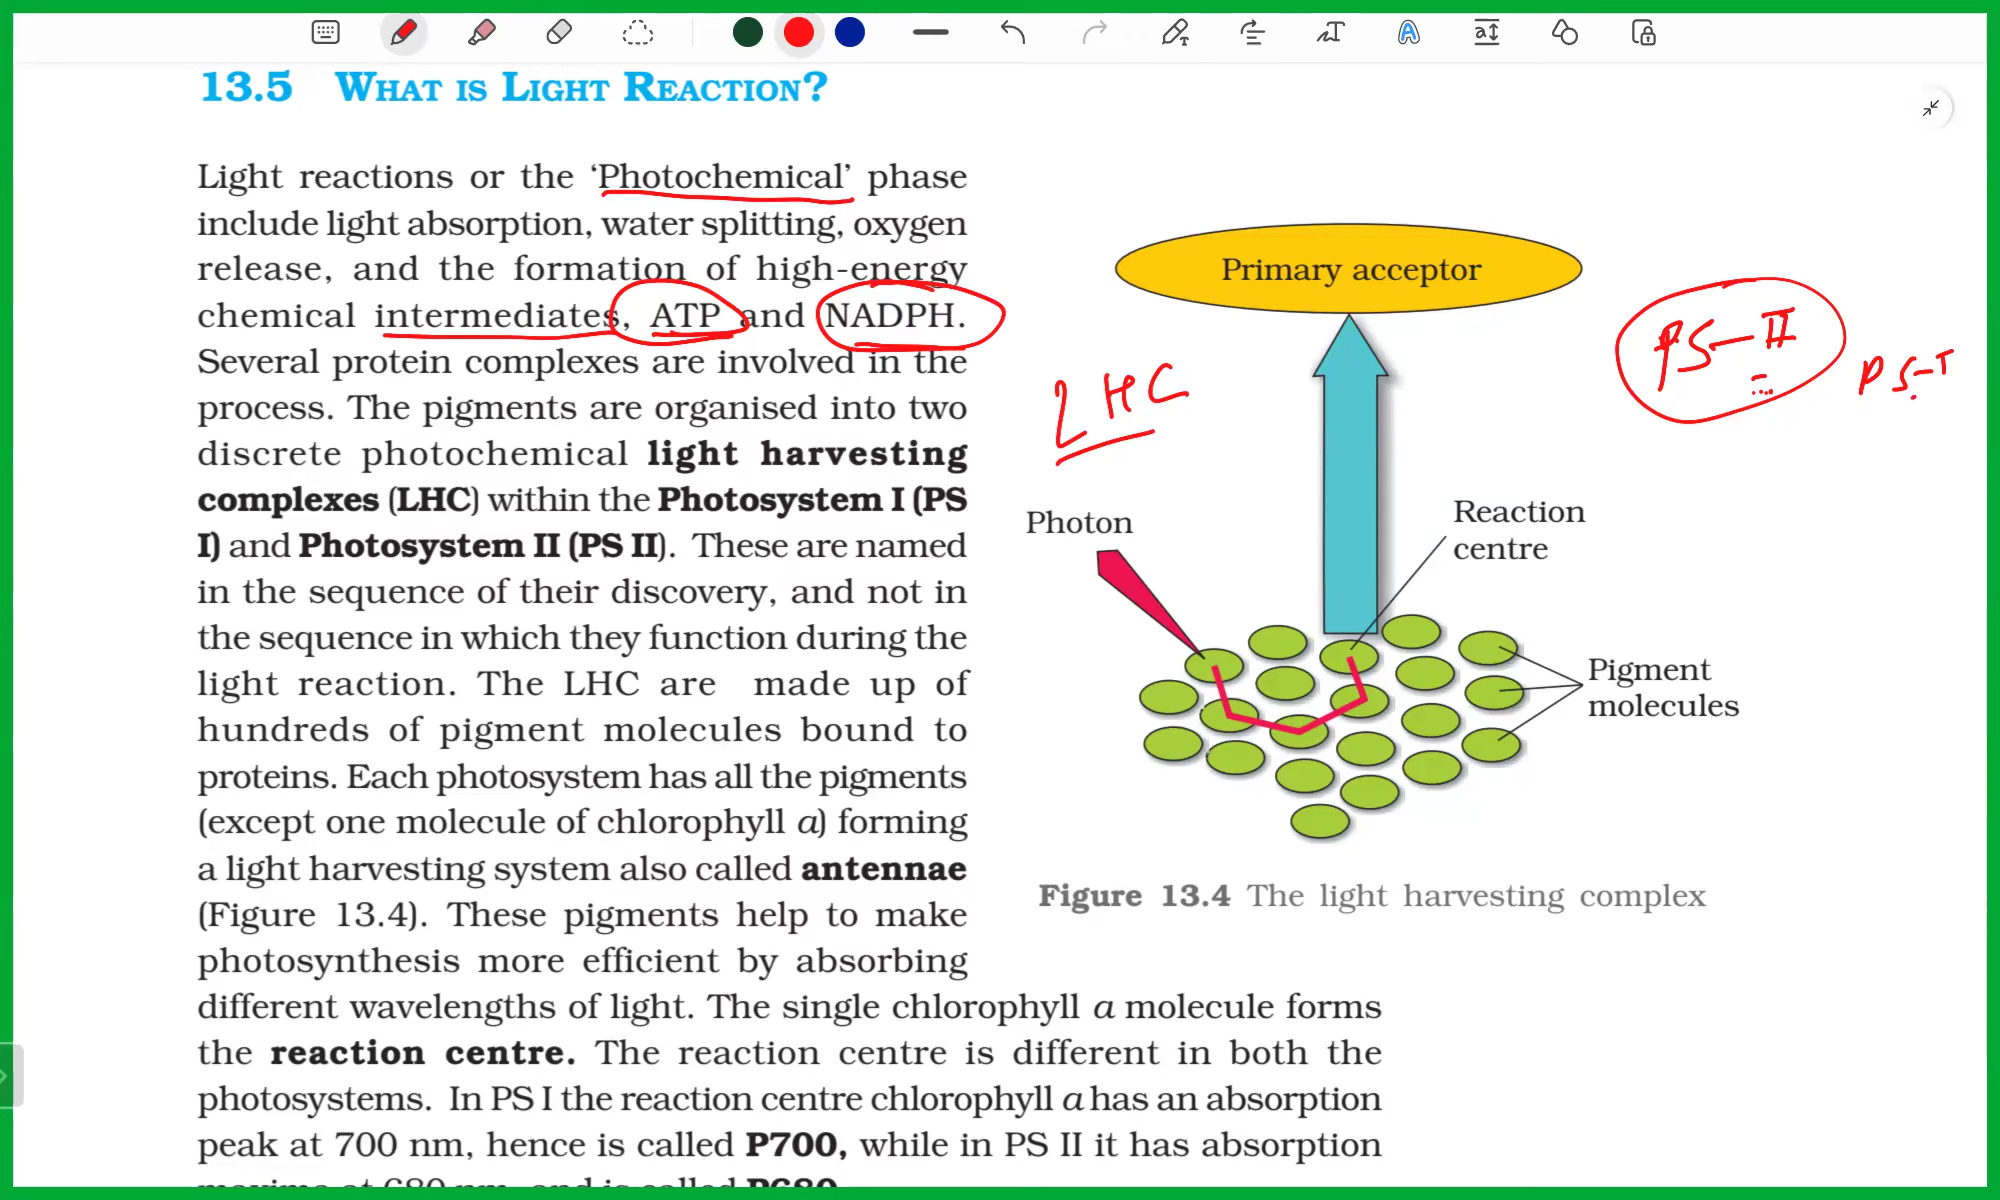 13.5 WHAT IS LIGHT REACTION?
Light reactions or the ‘Photochemical’ phase
include light absorption, water splitting, oxygen
release, and the formation of high-energy
chemical intermediates, ATP and NADPH.
Several protein complexes are involved in the
process. The pigments are organised into two
discrete photochemical light harvesting
complexes (LHC) within the Photosystem I (PS
I) and Photosystem II (PS II). These are named
in the sequence of their discovery, and not in
the sequence in which they function during the
light reaction. The LHC are made up of
hundreds of pigment molecules bound to
proteins. Each photosystem has all the pigments
(except one molecule of chlorophyll a) forming
a light harvesting system also called antennae
(Figure 13.4). These pigments help to make
photosynthesis more efficient by absorbing
different wavelengths of light. The single chlorophyll a molecule forms
the reaction centre. The reaction centre is different in both the
photosystems. In PS I the reaction centre chlorophyll a has an absorption
peak at 700 nm, hence is called P700, while in PS II it has absorption
maxima at 680 nm, and is called P680
Primary acceptor
PS-II
PS-I
LHC
Photon
Reaction
centre
Pigment
molecules
Figure 13.4 The light harvesting complex